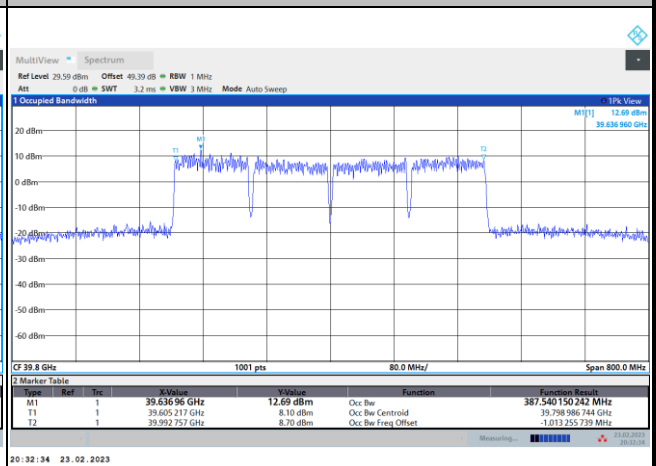 MultiView Spectrum
Ref Level 29.59 dBm Offset 49.39 dB RBW 1 MHz
Att 0 dB SWT 3.2 ms VBW 3 MHz Mode Auto Sweep
1 Occupied Bandwidth 1Pk View
M1[1] 12.69 dBm
39.636 960 GHz
20 dBm
M1
T1 T2
10 dBm
0 dBm
-10 dBm
-20 dBm
-30 dBm
-40 dBm
-50 dBm
-60 dBm
CF 39.8 GHz 1001 pts 80.0 MHz/ Span 800.0 MHz
2 Marker Table
Type Ref Trc X-Value Y-Value Function Function Result
M1 1 39.636 96 GHz 12.69 dBm Occ Bw 387.540 150 242 MHz
T1 1 39.605 217 GHz 8.10 dBm Occ Bw Centroid 39.798 986 744 GHz
T2 1 39.992 757 GHz 8.70 dBm Occ Bw Freq Offset -1.013 255 739 MHz
Measuring... 23.02.2023
20:32:34
20:32:34 23.02.2023